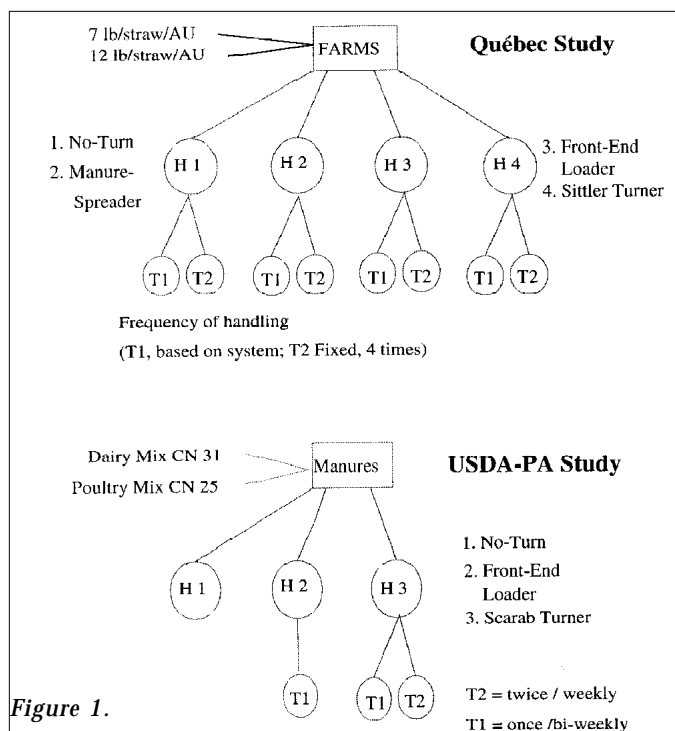 7 lb/straw/AU
12 lb/straw/AU
FARMS
Québec Study
1. No-Turn
2. Manure-
Spreader
H 1
H 2
H 3
H 4
3. Front-End
Loader
4. Sittler Turner
T1 T2 T1 T2 T1 T2 T1 T2
Frequency of handling
(T1, based on system; T2 Fixed, 4 times)
Dairy Mix CN 31
Poultry Mix CN 25
Manures
USDA-PA Study
H 1
H 2
H 3
1. No-Turn
2. Front-End
Loader
3. Scarab Turner
T1 T1 T2
T2 = twice / weekly
T1 = once /bi-weekly
Figure 1.